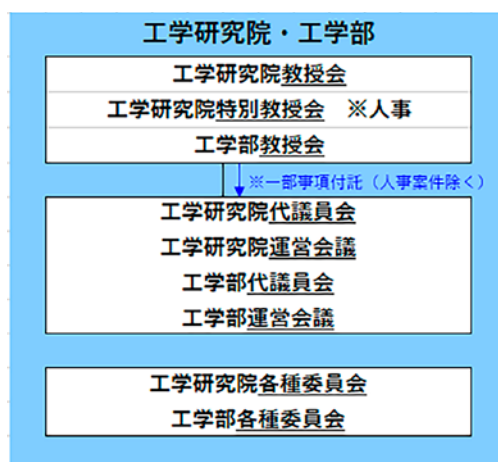 工学研究院・工学部
工学研究院教授会
工学研究院特別教授会　※人事
工学部教授会
※一部事項付託（人事案件除く）
工学研究院代議員会
工学研究院運営会議
工学部代議員会
工学部運営会議
工学研究院各種委員会
工学部各種委員会